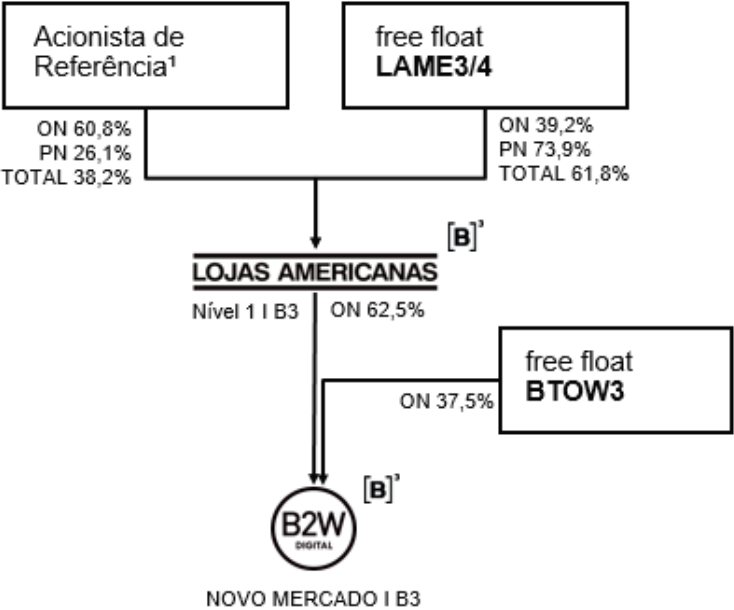 Acionista de
Referência¹
free float
LAME3/4
ON 60,8%
PN 26,1%
TOTAL 38,2%
ON 39,2%
PN 73,9%
TOTAL 61,8%
[B]³
LOJAS AMERICANAS
Nível 1 I B3
ON 62,5%
free float
BTOW3
ON 37,5%
[B]³
B2W
DIGITAL
NOVO MERCADO I B3